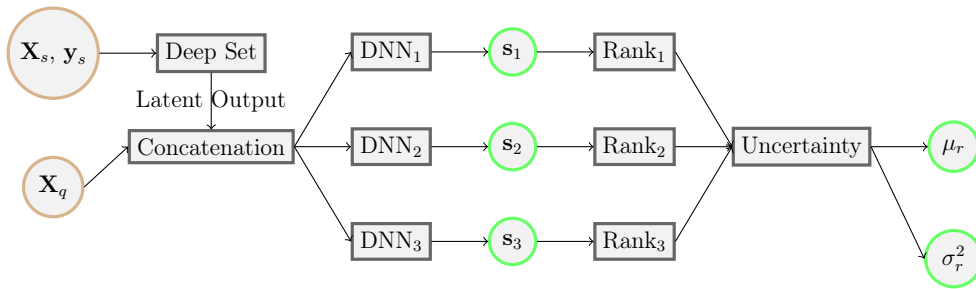 X_s, y_s
Deep Set
DNN_1
s_1
Rank_1
Latent Output
Concatenation
DNN_2
s_2
Rank_2
Uncertainty
μ_r
X_q
DNN_3
s_3
Rank_3
σ_r^2